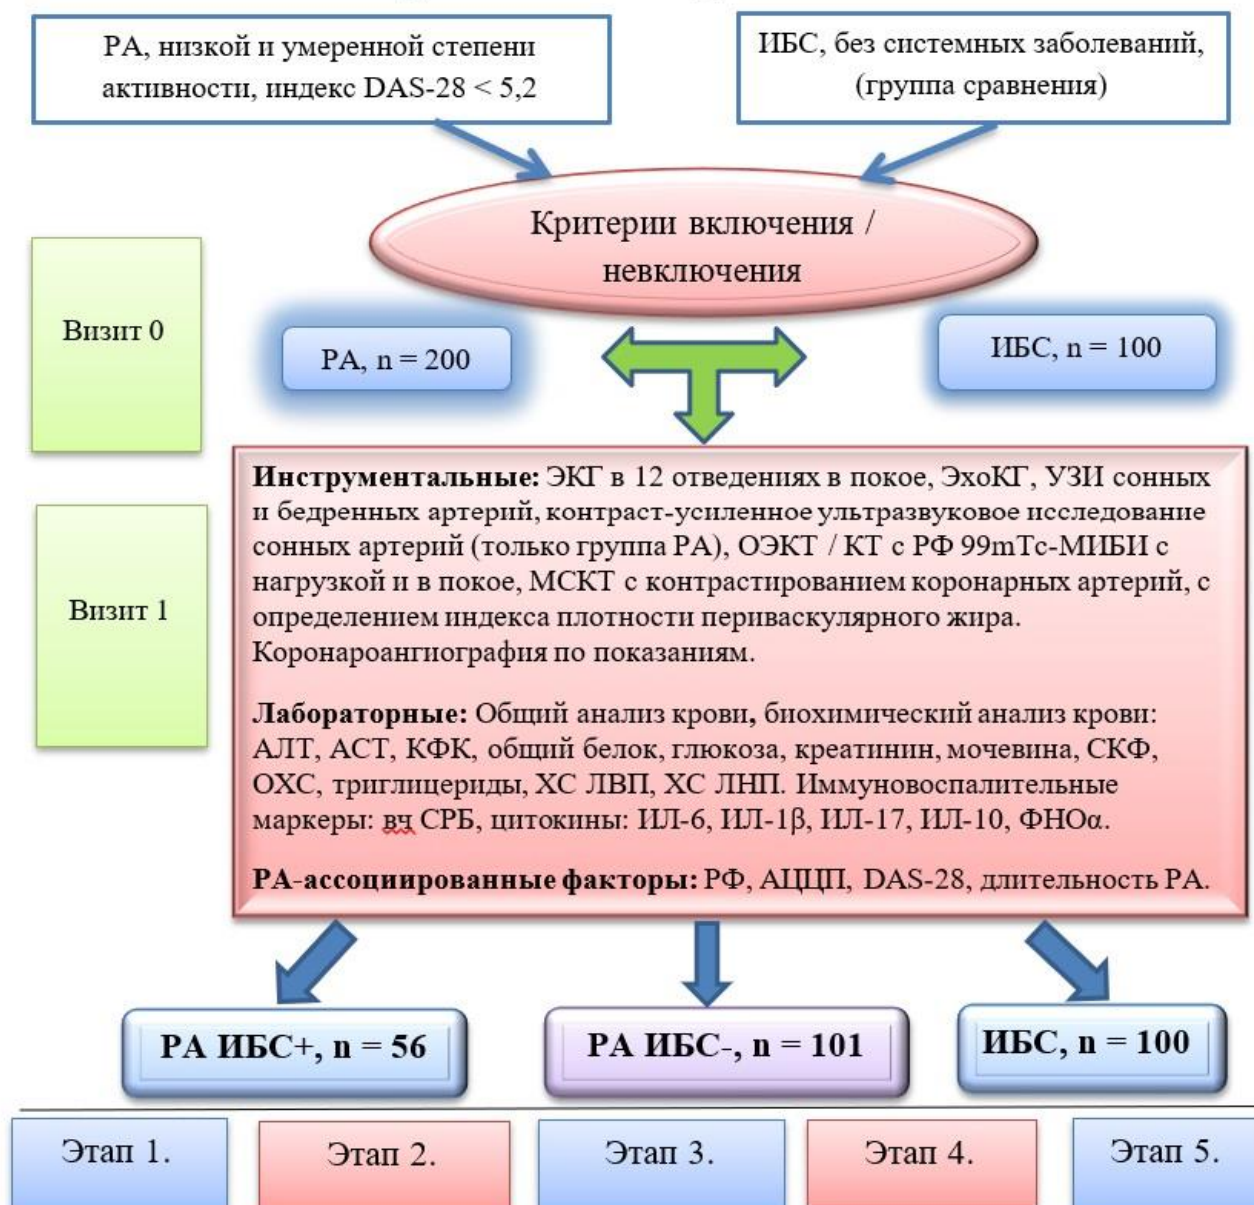 РА, низкой и умеренной степени
активности, индекс DAS-28 < 5,2
ИБС, без системных заболеваний,
(группа сравнения)
Критерии включения /
невключения
Визит 0
РА, n = 200
ИБС, n = 100
Визит 1
Инструментальные: ЭКГ в 12 отведениях в покое, ЭхоКГ, УЗИ сонных
и бедренных артерий, контраст-усиленное ультразвуковое исследование
сонных артерий (только группа РА), ОЭКТ / КТ с РФ 99mTc-МИБИ с
нагрузкой и в покое, МСКТ с контрастированием коронарных артерий, с
определением индекса плотности периваскулярного жира.
Коронароангиография по показаниям.
Лабораторные: Общий анализ крови, биохимический анализ крови:
АЛТ, АСТ, КФК, общий белок, глюкоза, креатинин, мочевина, СКФ,
ОХС, триглицериды, ХС ЛВП, ХС ЛНП. Иммуновоспалительные
маркеры: вч СРБ, цитокины: ИЛ-6, ИЛ-1β, ИЛ-17, ИЛ-10, ФНОα.
РА-ассоциированные факторы: РФ, АЦЦП, DAS-28, длительность РА.
РА ИБС+, n = 56
РА ИБС-, n = 101
ИБС, n = 100
Этап 1.
Этап 2.
Этап 3.
Этап 4.
Этап 5.